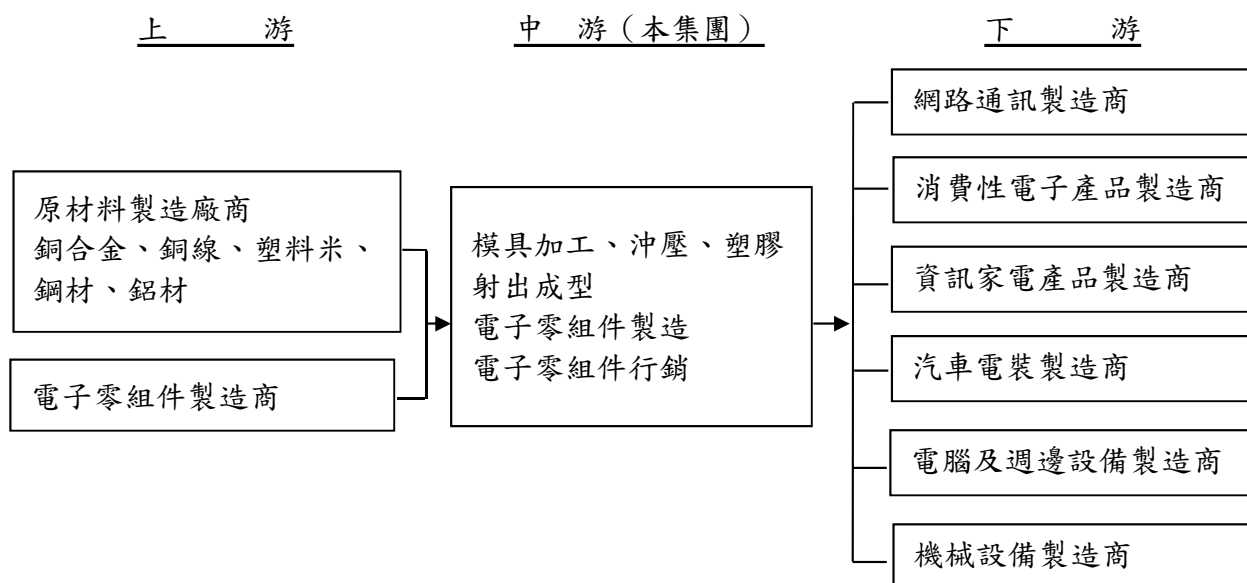 上 游
中 游（本集團）
下 游
原材料製造廠商
銅合金、銅線、塑料米、
鋼材、鋁材
電子零組件製造商
模具加工、沖壓、塑膠
射出成型
電子零組件製造
電子零組件行銷
網路通訊製造商
消費性電子產品製造商
資訊家電產品製造商
汽車電裝製造商
電腦及週邊設備製造商
機械設備製造商